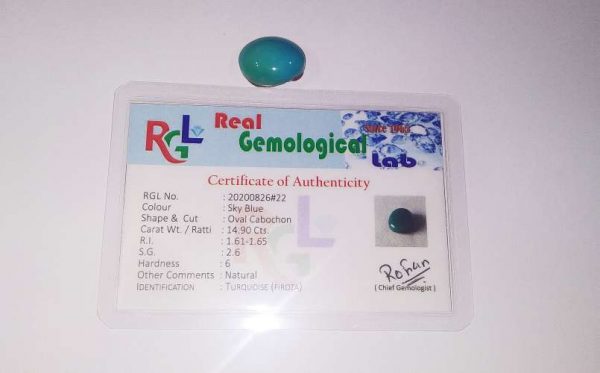 RGL
Real
Gemological
Since 1963
Lab
Certificate of Authenticity
RGL No. : 20200826#22
Colour : Sky Blue
Shape & Cut : Oval Cabochon
Carat Wt. / Ratti : 14.90 Cts.
R.I. : 1.61-1.65
S.G. : 2.6
Hardness : 6
Other Comments : Natural
IDENTIFICATION : TURQUOISE (FIROZA)
RGL
Rohan
( Chief Gemologist )